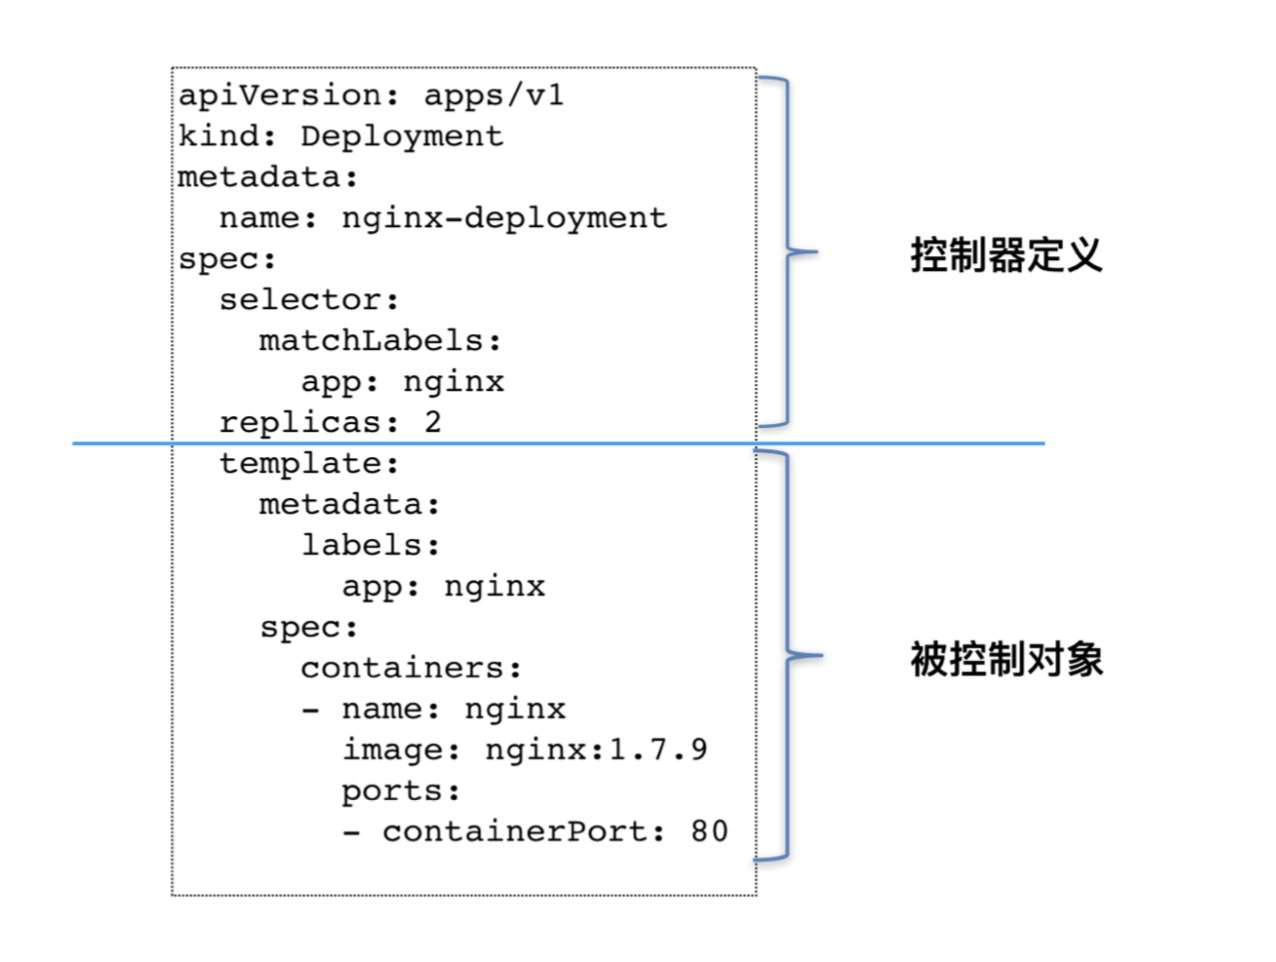 apiVersion: apps/v1
kind: Deployment
metadata:
  name: nginx-deployment
spec:
  selector:
    matchLabels:
      app: nginx
  replicas: 2
  template:
    metadata:
      labels:
        app: nginx
    spec:
      containers:
      - name: nginx
        image: nginx:1.7.9
        ports:
        - containerPort: 80
控制器定义
被控制对象